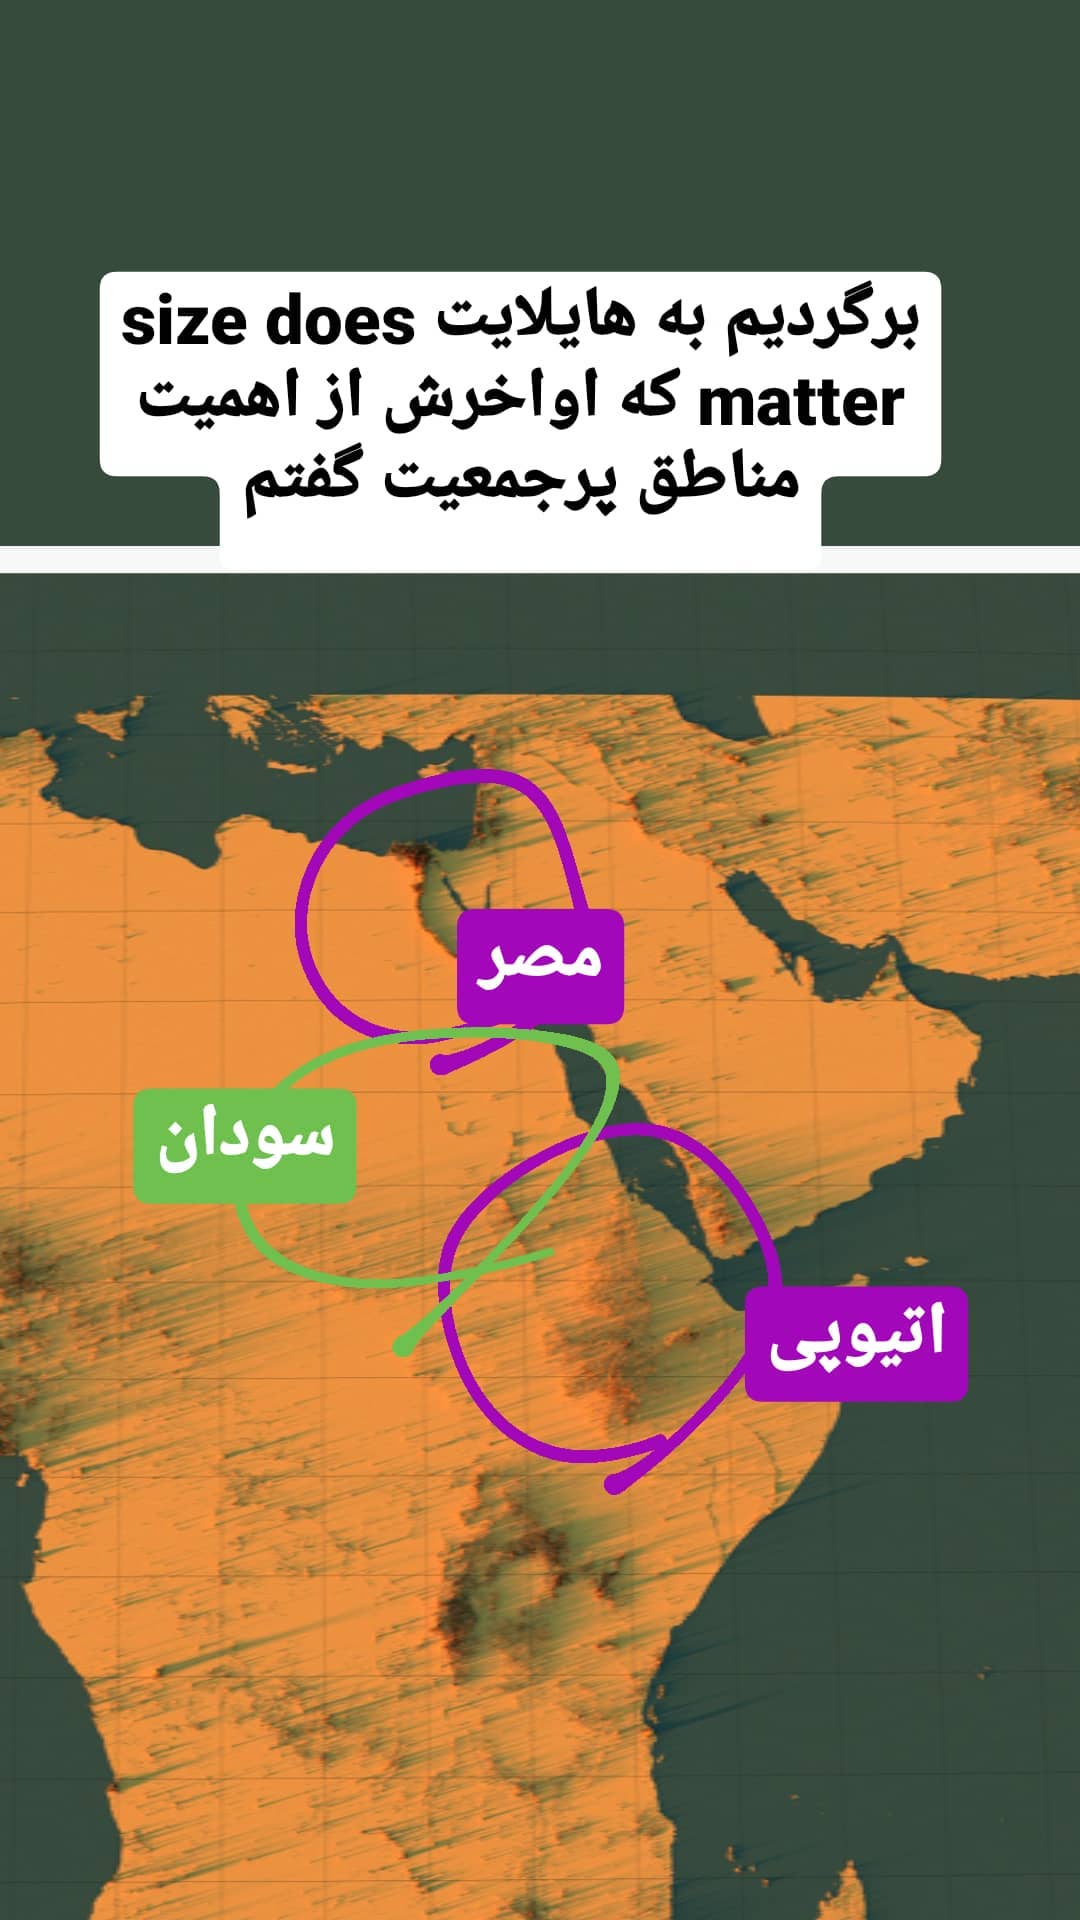 برگردیم به هایلایت size does
matter که اواخرش از اهمیت
مناطق پرجمعیت گفتم
مصر
سودان
اتیوپی